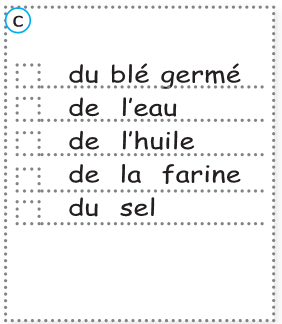 C
du blé germé
de l'eau
de l'huile
de la farine
du sel